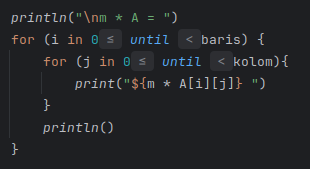 println("\nm * A = ")
for (i in 0 ≤ until < baris) {
    for (j in 0 ≤ until < kolom){
        print("${m * A[i][j]} ")
    }
    println()
}